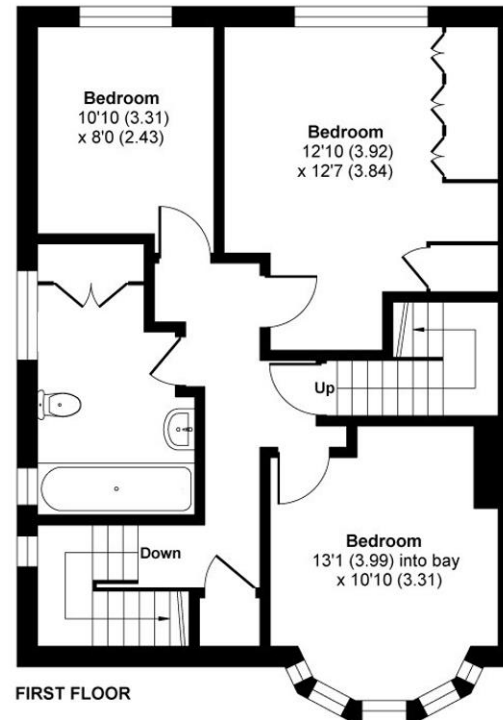 Bedroom
10'10 (3.31)
x 8'0 (2.43)
Bedroom
12'10 (3.92)
x 12'7 (3.84)
Up
Down
Bedroom
13'1 (3.99) into bay
x 10'10 (3.31)
FIRST FLOOR